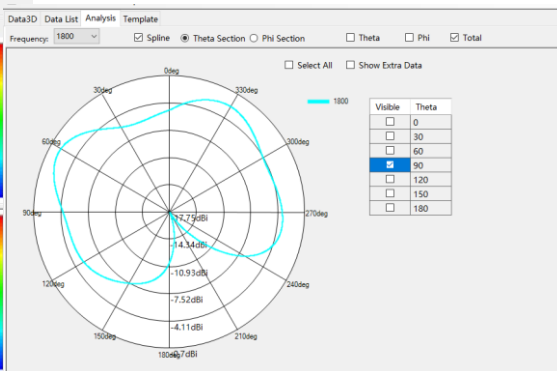 Data3D Data List Analysis Template
Frequency: 1800 Spline Theta Section Phi Section Theta Phi Total
Select All Show Extra Data
1800
Visible Theta
0
30
60
90
120
150
180
0deg
30deg
330deg
60deg
300deg
90deg
270deg
120deg
240deg
150deg
210deg
180deg
-17.75dBi
-14.34dBi
-10.93dBi
-7.52dBi
-4.11dBi